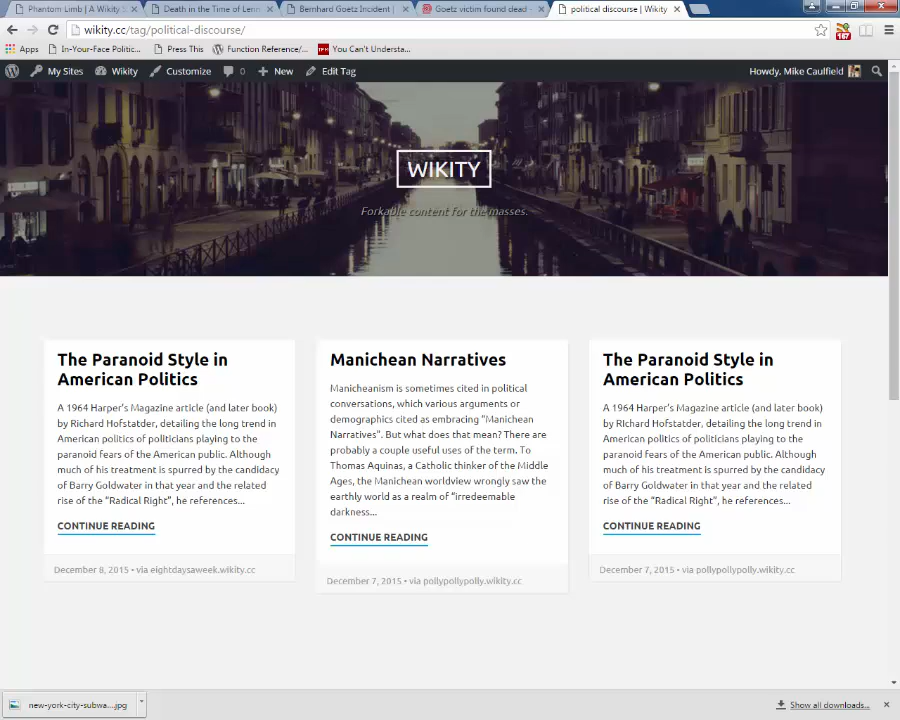 Phantom Limb | A Wikity S
Death in the Time of Lenn
Bernhard Goetz Incident |
Goetz victim found dead -
political discourse | Wikity
wikity.cc/tag/political-discourse/
157
Apps In-Your-Face Politic... Press This Function Reference/... You Can't Understa...
My Sites Wikity Customize 0 New Edit Tag Howdy, Mike Caulfield
WIKITY
Forkable content for the masses.
The Paranoid Style in
American Politics
A 1964 Harper's Magazine article (and later book)
by RIchard Hofstatder, detailing the long trend in
American politics of politicians playing to the
paranoid fears of the American public. Although
much of his treatment is spurred by the candidacy
of Barry Goldwater in that year and the related
rise of the "Radical Right", he references...
CONTINUE READING
December 8, 2015 • via eightdaysaweek.wikity.cc
Manichean Narratives
Manicheanism is sometimes cited in political
conversations, which various arguments or
demographics cited as embracing "Manichean
Narratives". But what does that mean? There are
probably a couple useful uses of the term. To
Thomas Aquinas, a Catholic thinker of the Middle
Ages, the Manichean worldview wrongly saw the
earthly world as a realm of "irredeemable
darkness...
CONTINUE READING
December 7, 2015 • via pollypollypolly.wikity.cc
The Paranoid Style in
American Politics
A 1964 Harper's Magazine article (and later book)
by RIchard Hofstatder, detailing the long trend in
American politics of politicians playing to the
paranoid fears of the American public. Although
much of his treatment is spurred by the candidacy
of Barry Goldwater in that year and the related
rise of the "Radical Right", he references...
CONTINUE READING
December 7, 2015 • via pollypollypolly.wikity.cc
new-york-city-subwa....jpg
Show all downloads...